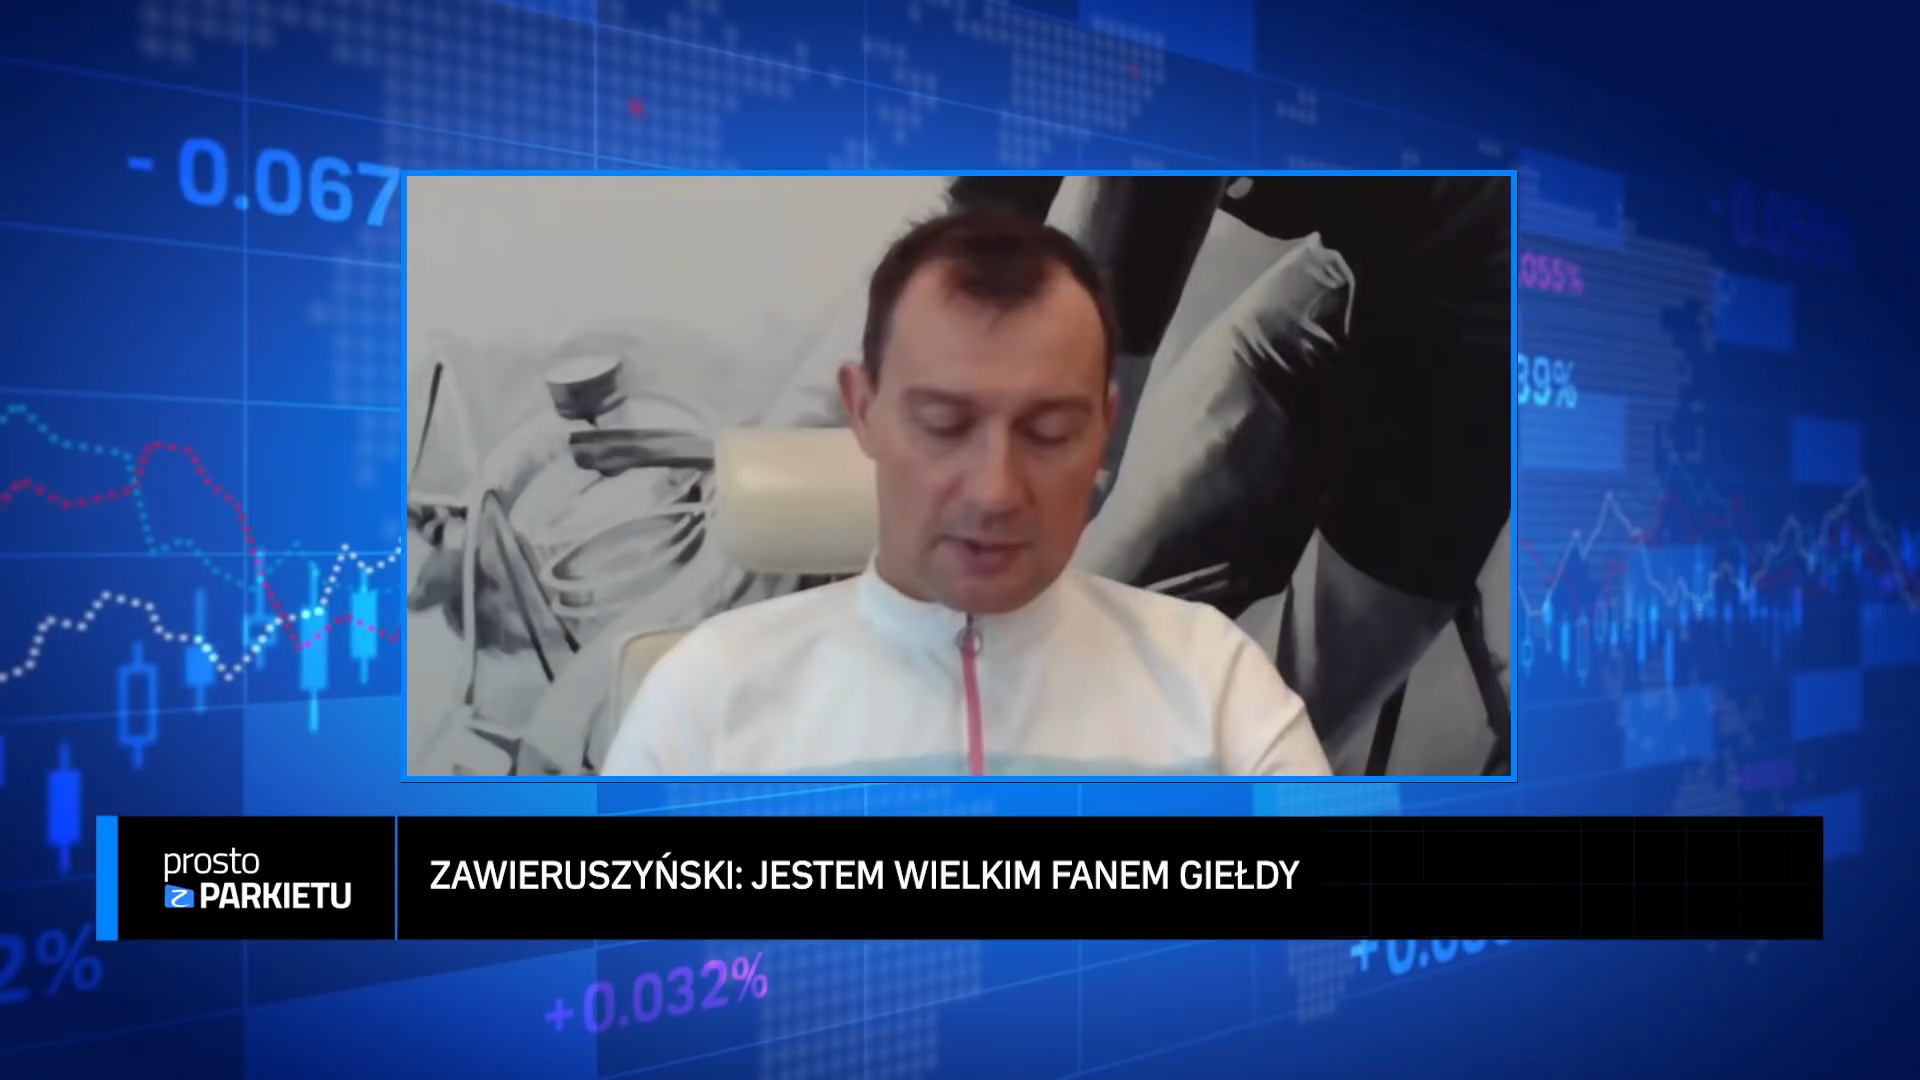 - 0.067
.055%
39%
prosto
z PARKIETU
ZAWIERUSZYŃSKI: JESTEM WIELKIM FANEM GIEŁDY
2%
+0.032%